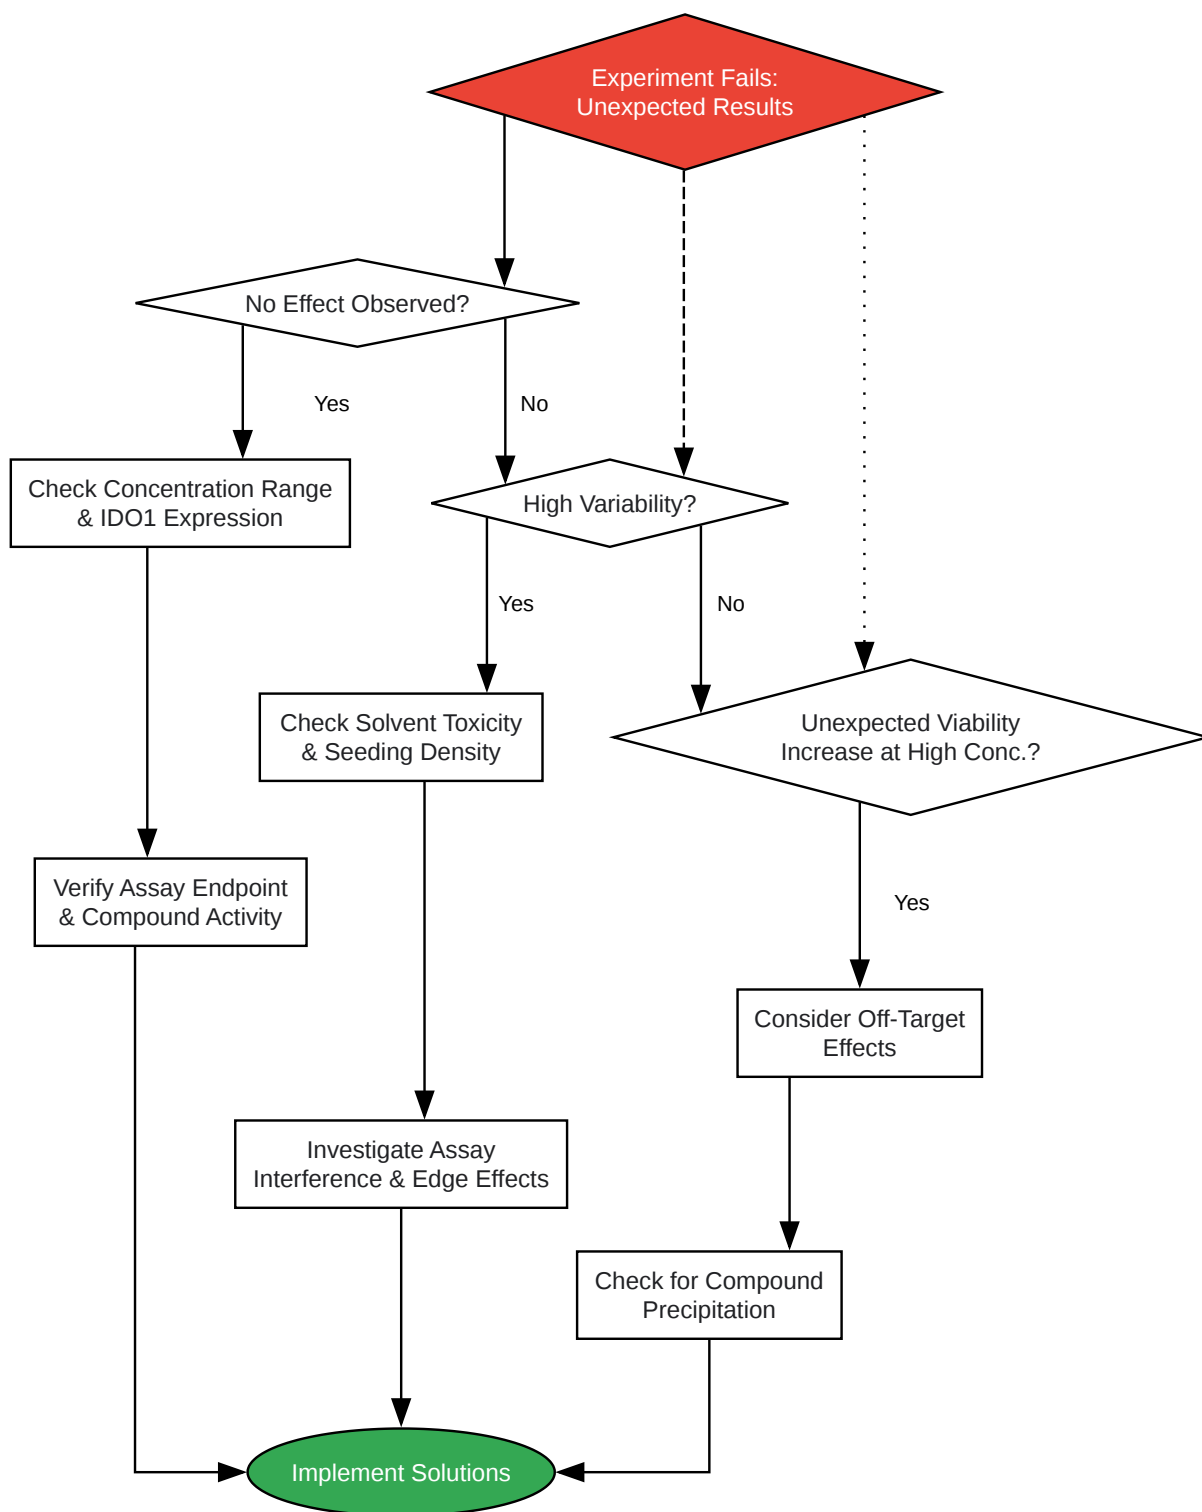 Experiment Fails:
Unexpected Results
No Effect Observed?
Yes
No
Check Concentration Range
& IDO1 Expression
High Variability?
Yes
No
Check Solvent Toxicity
& Seeding Density
Unexpected Viability
Increase at High Conc.?
Verify Assay Endpoint
& Compound Activity
Yes
Consider Off-Target
Effects
Investigate Assay
Interference & Edge Effects
Check for Compound
Precipitation
Implement Solutions